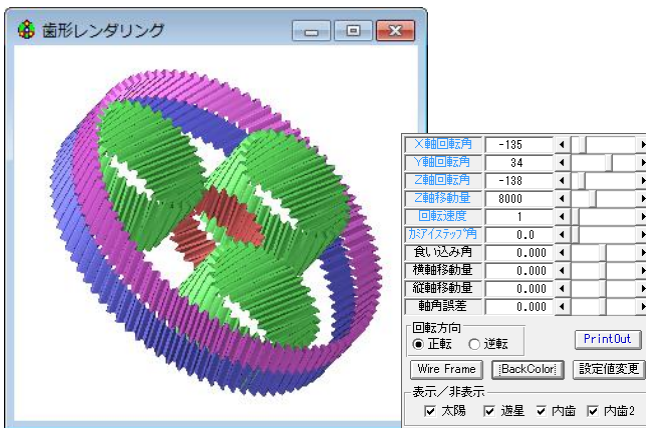 歯形レンダリング
X軸回転角 -135
Y軸回転角 34
Z軸回転角 -138
Z軸移動量 8000
回転速度 1
カミアイステップ角 0.0
食い込み角 0.000
横軸移動量 0.000
縦軸移動量 0.000
軸角誤差 0.000
回転方向
正転 逆転
PrintOut
Wire Frame BackColor 設定値変更
表示／非表示
太陽 遊星 内歯 内歯2